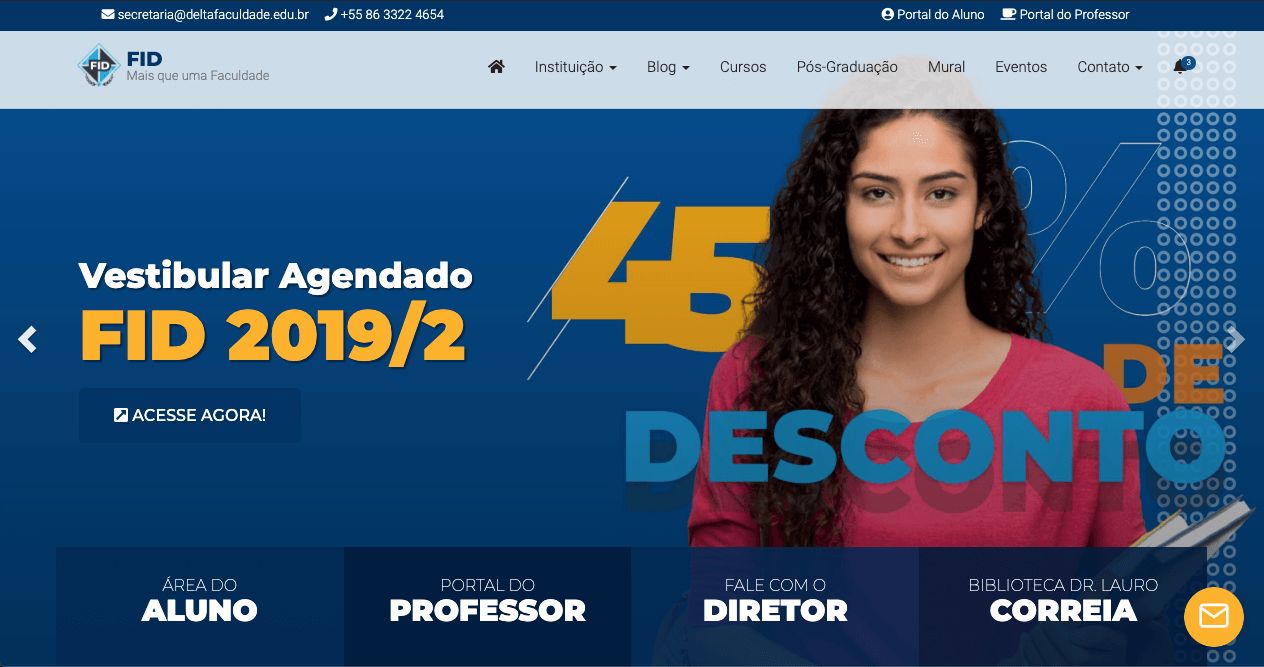 secretaria@deltafaculdade.edu.br +55 86 3322 4654 Portal do Aluno Portal do Professor
FID
FID
Mais que uma Faculdade
Instituição Blog Cursos Pós-Graduação Mural Eventos Contato 3
45%
Vestibular Agendado
FID 2019/2
DE
DESCONTO
ACESSE AGORA!
ÁREA DO
ALUNO
PORTAL DO
PROFESSOR
FALE COM O
DIRETOR
BIBLIOTECA DR. LAURO
CORREIA